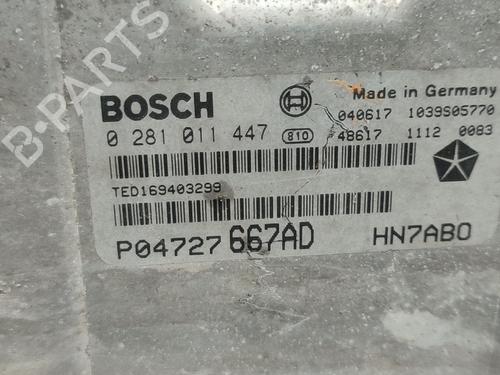 B-PARTS
BOSCH
Made in Germany
040617 1039S05770
0 281 011 447 810 48617 1112 0083
TED169403299
P04727667AD HN7AB0